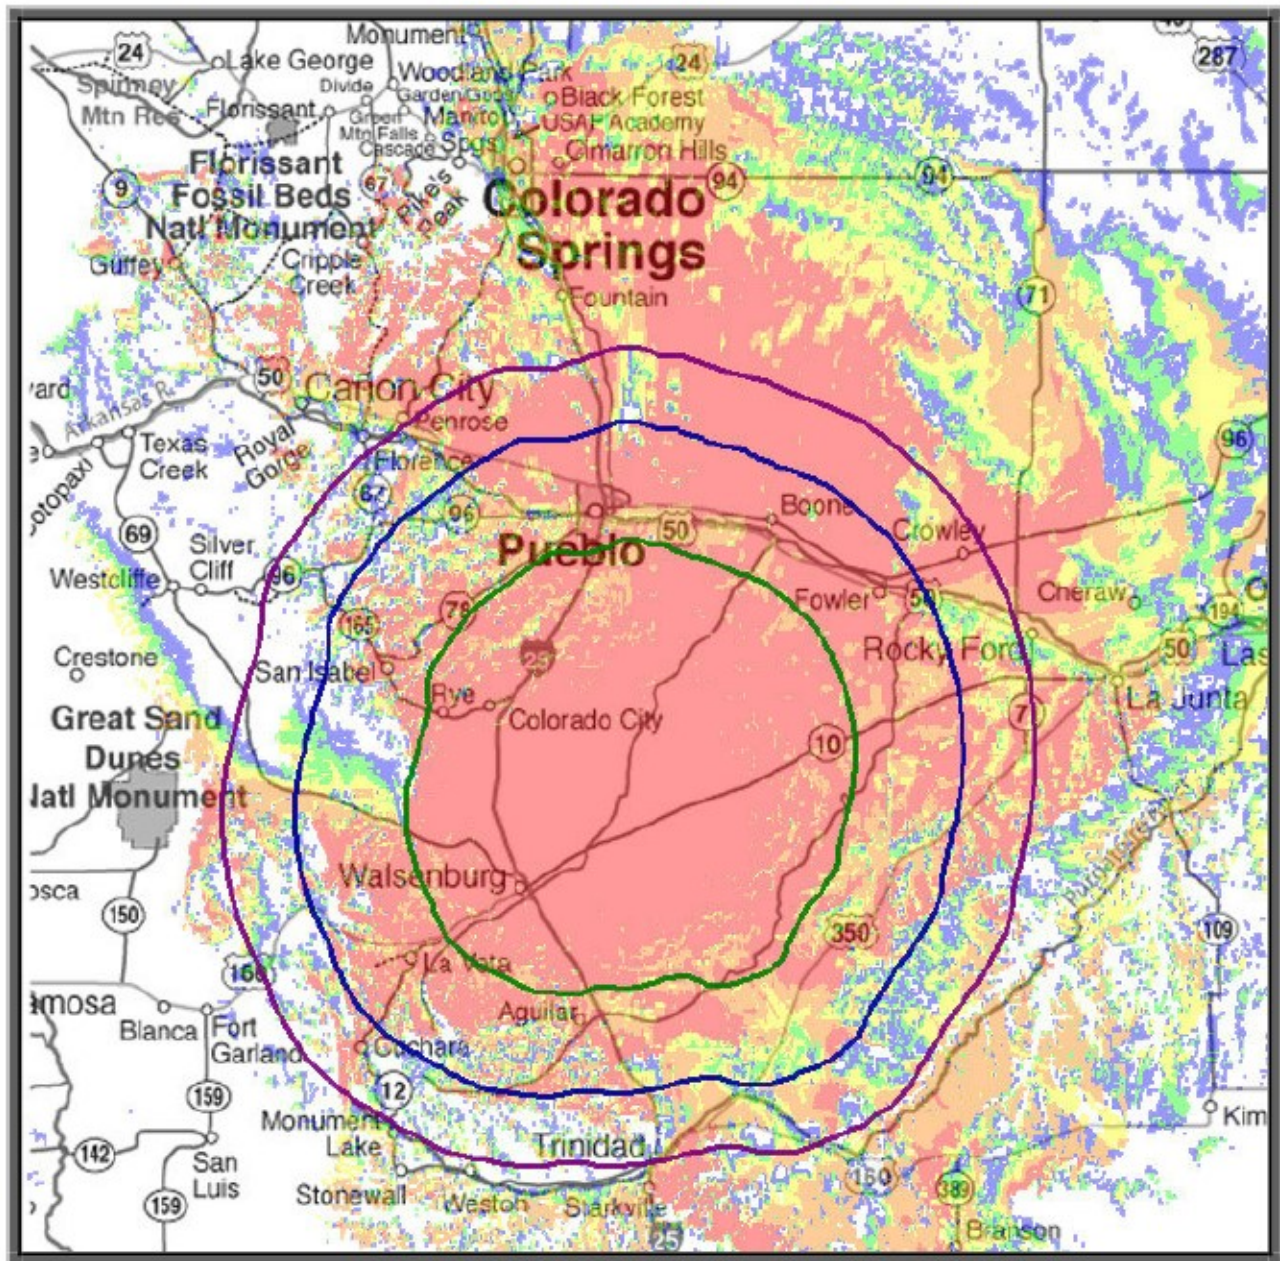 Monument
24
Lake George
24
287
Spinney
Mtn Res
Divide
Woodland Park
Black Forest
Florissant
Green
Mtn Falls
Cascade
Manitou
Spgs
USAF Academy
Cimarron Hills
Florissant
Fossil Beds
Natl Monument
9
67
Pike's
Peak
Colorado
Springs
94
94
Guffey
Cripple
Creek
Fountain
71
50
Canon City
Penrose
Arkansas R.
Texas
Creek
Royal
Gorge
Florence
96
otopaxi
67
96
50
Boone
69
Silver
Cliff
Pueblo
Crowley
Westcliffe
96
Fowler
50
Cheraw
194
165
78
Rocky Ford
50
Las
Crestone
San Isabel
25
Rye
Colorado City
La Junta
Great Sand
Dunes
Natl Monument
10
71
Walsenburg
osca
150
350
109
La Veta
160
Aguilar
amosa
Blanca
Fort
Garland
Cuchara
159
12
Monument
Lake
Trinidad
Kim
142
San
Luis
Stonewall
Weston
Starkville
160
389
159
25
Branson